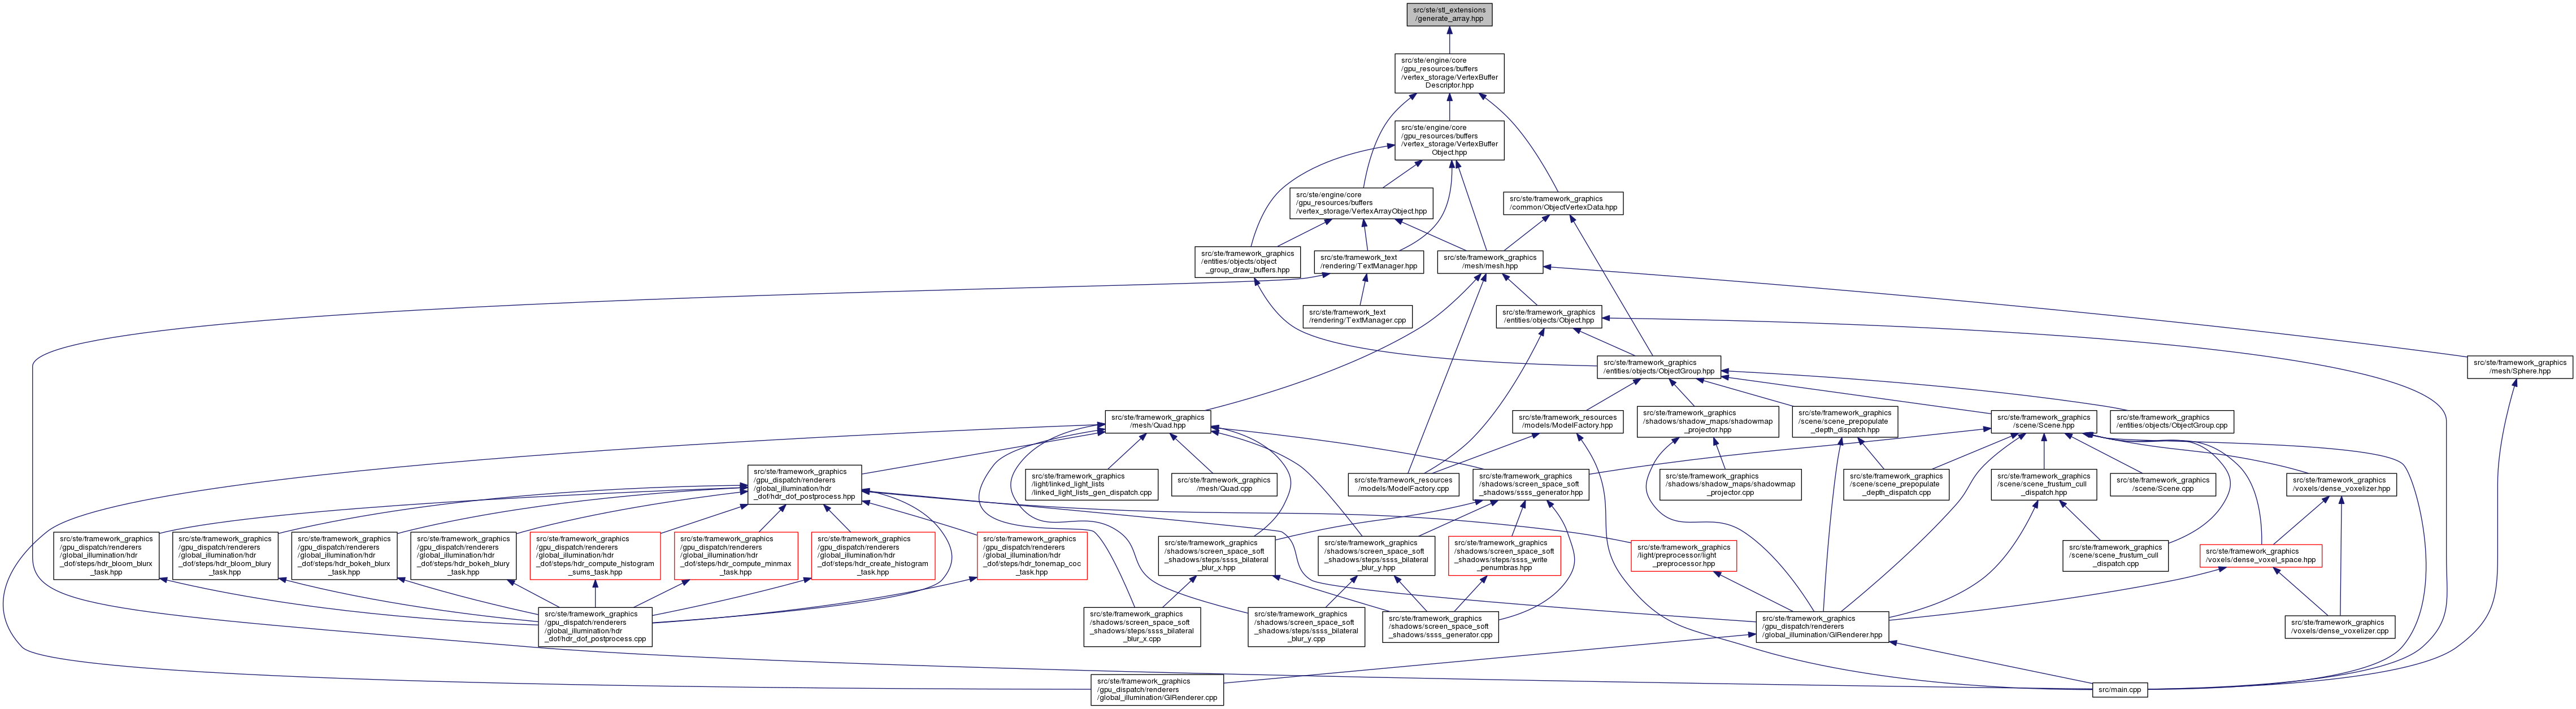 src/ste/stl_extensions
/generate_array.hpp
src/ste/engine/core
/gpu_resources/buffers
/vertex_storage/VertexBuffer
Descriptor.hpp
src/ste/engine/core
/gpu_resources/buffers
/vertex_storage/VertexBuffer
Object.hpp
src/ste/engine/core
/gpu_resources/buffers
/vertex_storage/VertexArrayObject.hpp
src/ste/framework_graphics
/common/ObjectVertexData.hpp
src/ste/framework_graphics
/entities/objects/object
_group_draw_buffers.hpp
src/ste/framework_text
/rendering/TextManager.hpp
src/ste/framework_graphics
/mesh/mesh.hpp
src/ste/framework_text
/rendering/TextManager.cpp
src/ste/framework_graphics
/entities/objects/Object.hpp
src/ste/framework_graphics
/entities/objects/ObjectGroup.hpp
src/ste/framework_graphics
/mesh/Sphere.hpp
src/ste/framework_graphics
/mesh/Quad.hpp
src/ste/framework_resources
/models/ModelFactory.hpp
src/ste/framework_graphics
/shadows/shadow_maps/shadowmap
_projector.hpp
src/ste/framework_graphics
/scene/scene_prepopulate
_depth_dispatch.hpp
src/ste/framework_graphics
/scene/Scene.hpp
src/ste/framework_graphics
/entities/objects/ObjectGroup.cpp
src/ste/framework_graphics
/gpu_dispatch/renderers
/global_illumination/hdr
_dof/hdr_dof_postprocess.hpp
src/ste/framework_graphics
/light/linked_light_lists
/linked_light_lists_gen_dispatch.cpp
src/ste/framework_graphics
/mesh/Quad.cpp
src/ste/framework_resources
/models/ModelFactory.cpp
src/ste/framework_graphics
/shadows/screen_space_soft
_shadows/ssss_generator.hpp
src/ste/framework_graphics
/shadows/shadow_maps/shadowmap
_projector.cpp
src/ste/framework_graphics
/scene/scene_prepopulate
_depth_dispatch.cpp
src/ste/framework_graphics
/scene/scene_frustum_cull
_dispatch.hpp
src/ste/framework_graphics
/scene/Scene.cpp
src/ste/framework_graphics
/voxels/dense_voxelizer.hpp
src/ste/framework_graphics
/gpu_dispatch/renderers
/global_illumination/hdr
_dof/steps/hdr_bloom_blurx
_task.hpp
src/ste/framework_graphics
/gpu_dispatch/renderers
/global_illumination/hdr
_dof/steps/hdr_bloom_blury
_task.hpp
src/ste/framework_graphics
/gpu_dispatch/renderers
/global_illumination/hdr
_dof/steps/hdr_bokeh_blurx
_task.hpp
src/ste/framework_graphics
/gpu_dispatch/renderers
/global_illumination/hdr
_dof/steps/hdr_bokeh_blury
_task.hpp
src/ste/framework_graphics
/gpu_dispatch/renderers
/global_illumination/hdr
_dof/steps/hdr_compute_histogram
_sums_task.hpp
src/ste/framework_graphics
/gpu_dispatch/renderers
/global_illumination/hdr
_dof/steps/hdr_compute_minmax
_task.hpp
src/ste/framework_graphics
/gpu_dispatch/renderers
/global_illumination/hdr
_dof/steps/hdr_create_histogram
_task.hpp
src/ste/framework_graphics
/gpu_dispatch/renderers
/global_illumination/hdr
_dof/steps/hdr_tonemap_coc
_task.hpp
src/ste/framework_graphics
/shadows/screen_space_soft
_shadows/steps/ssss_bilateral
_blur_x.hpp
src/ste/framework_graphics
/shadows/screen_space_soft
_shadows/steps/ssss_bilateral
_blur_y.hpp
src/ste/framework_graphics
/shadows/screen_space_soft
_shadows/steps/ssss_write
_penumbras.hpp
src/ste/framework_graphics
/light/preprocessor/light
_preprocessor.hpp
src/ste/framework_graphics
/scene/scene_frustum_cull
_dispatch.cpp
src/ste/framework_graphics
/voxels/dense_voxel_space.hpp
src/ste/framework_graphics
/gpu_dispatch/renderers
/global_illumination/hdr
_dof/hdr_dof_postprocess.cpp
src/ste/framework_graphics
/shadows/screen_space_soft
_shadows/steps/ssss_bilateral
_blur_x.cpp
src/ste/framework_graphics
/shadows/screen_space_soft
_shadows/steps/ssss_bilateral
_blur_y.cpp
src/ste/framework_graphics
/shadows/screen_space_soft
_shadows/ssss_generator.cpp
src/ste/framework_graphics
/gpu_dispatch/renderers
/global_illumination/GIRenderer.hpp
src/ste/framework_graphics
/voxels/dense_voxelizer.cpp
src/ste/framework_graphics
/gpu_dispatch/renderers
/global_illumination/GIRenderer.cpp
src/main.cpp